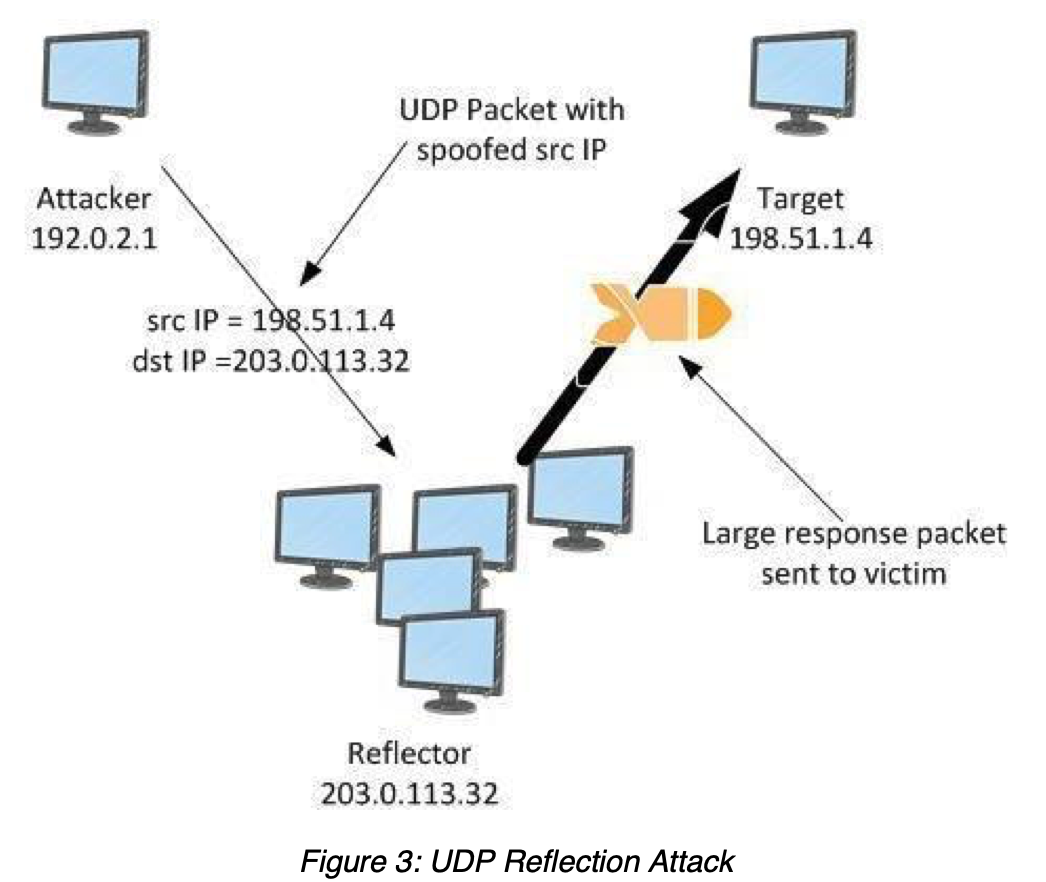 UDP Packet with
spoofed src IP
Attacker
192.0.2.1
Target
198.51.1.4
src IP = 198.51.1.4
dst IP =203.0.113.32
Large response packet
sent to victim
Reflector
203.0.113.32
Figure 3: UDP Reflection Attack